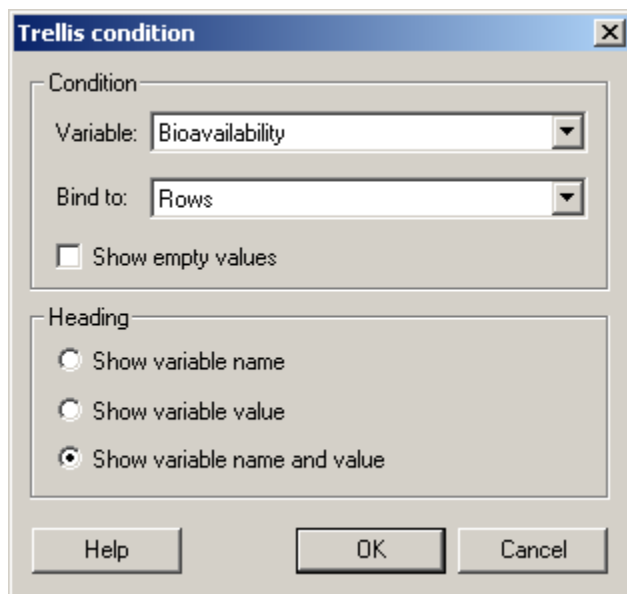 Trellis condition
Condition
Variable: Bioavailability
Bind to: Rows
Show empty values
Heading
Show variable name
Show variable value
Show variable name and value
Help OK Cancel